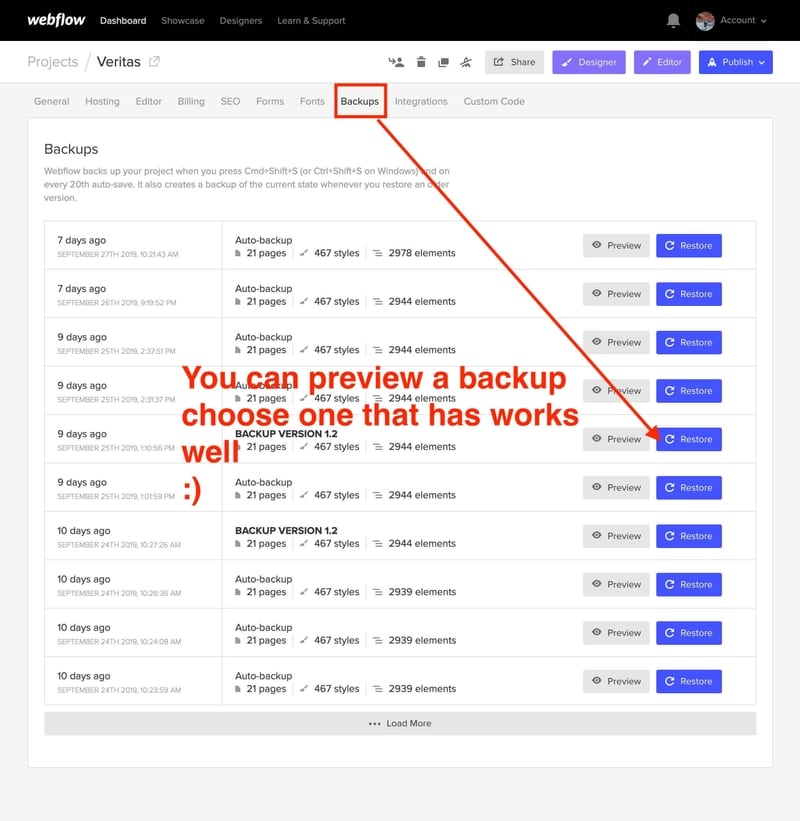 webflow Dashboard Showcase Designers Learn & Support Account
Projects / Veritas Share Designer Editor Publish
General Hosting Editor Billing SEO Forms Fonts Backups Integrations Custom Code
Backups
Webflow backs up your project when you press Cmd+Shift+S (or Ctrl+Shift+S on Windows) and on
every 20th auto-save. It also creates a backup of the current state whenever you restore an older
version.
7 days ago Auto-backup
SEPTEMBER 27TH 2019, 10:21:43 AM 21 pages 467 styles 2978 elements Preview Restore
7 days ago Auto-backup
SEPTEMBER 26TH 2019, 9:19:52 PM 21 pages 467 styles 2944 elements Preview Restore
9 days ago Auto-backup
SEPTEMBER 25TH 2019, 2:37:51 PM 21 pages 467 styles 2944 elements Preview Restore
9 days ago Auto-backup
SEPTEMBER 25TH 2019, 2:31:37 PM 21 pages 467 styles 2944 elements Preview Restore
9 days ago BACKUP VERSION 1.2
SEPTEMBER 25TH 2019, 1:10:56 PM 21 pages 467 styles 2944 elements Preview Restore
9 days ago Auto-backup
SEPTEMBER 25TH 2019, 1:01:59 PM 21 pages 467 styles 2944 elements Preview Restore
10 days ago BACKUP VERSION 1.2
SEPTEMBER 24TH 2019, 10:27:26 AM 21 pages 467 styles 2944 elements Preview Restore
10 days ago Auto-backup
SEPTEMBER 24TH 2019, 10:26:36 AM 21 pages 467 styles 2939 elements Preview Restore
10 days ago Auto-backup
SEPTEMBER 24TH 2019, 10:24:08 AM 21 pages 467 styles 2939 elements Preview Restore
10 days ago Auto-backup
SEPTEMBER 24TH 2019, 10:23:59 AM 21 pages 467 styles 2939 elements Preview Restore
••• Load More
You can preview a backup
choose one that has works
well
:)